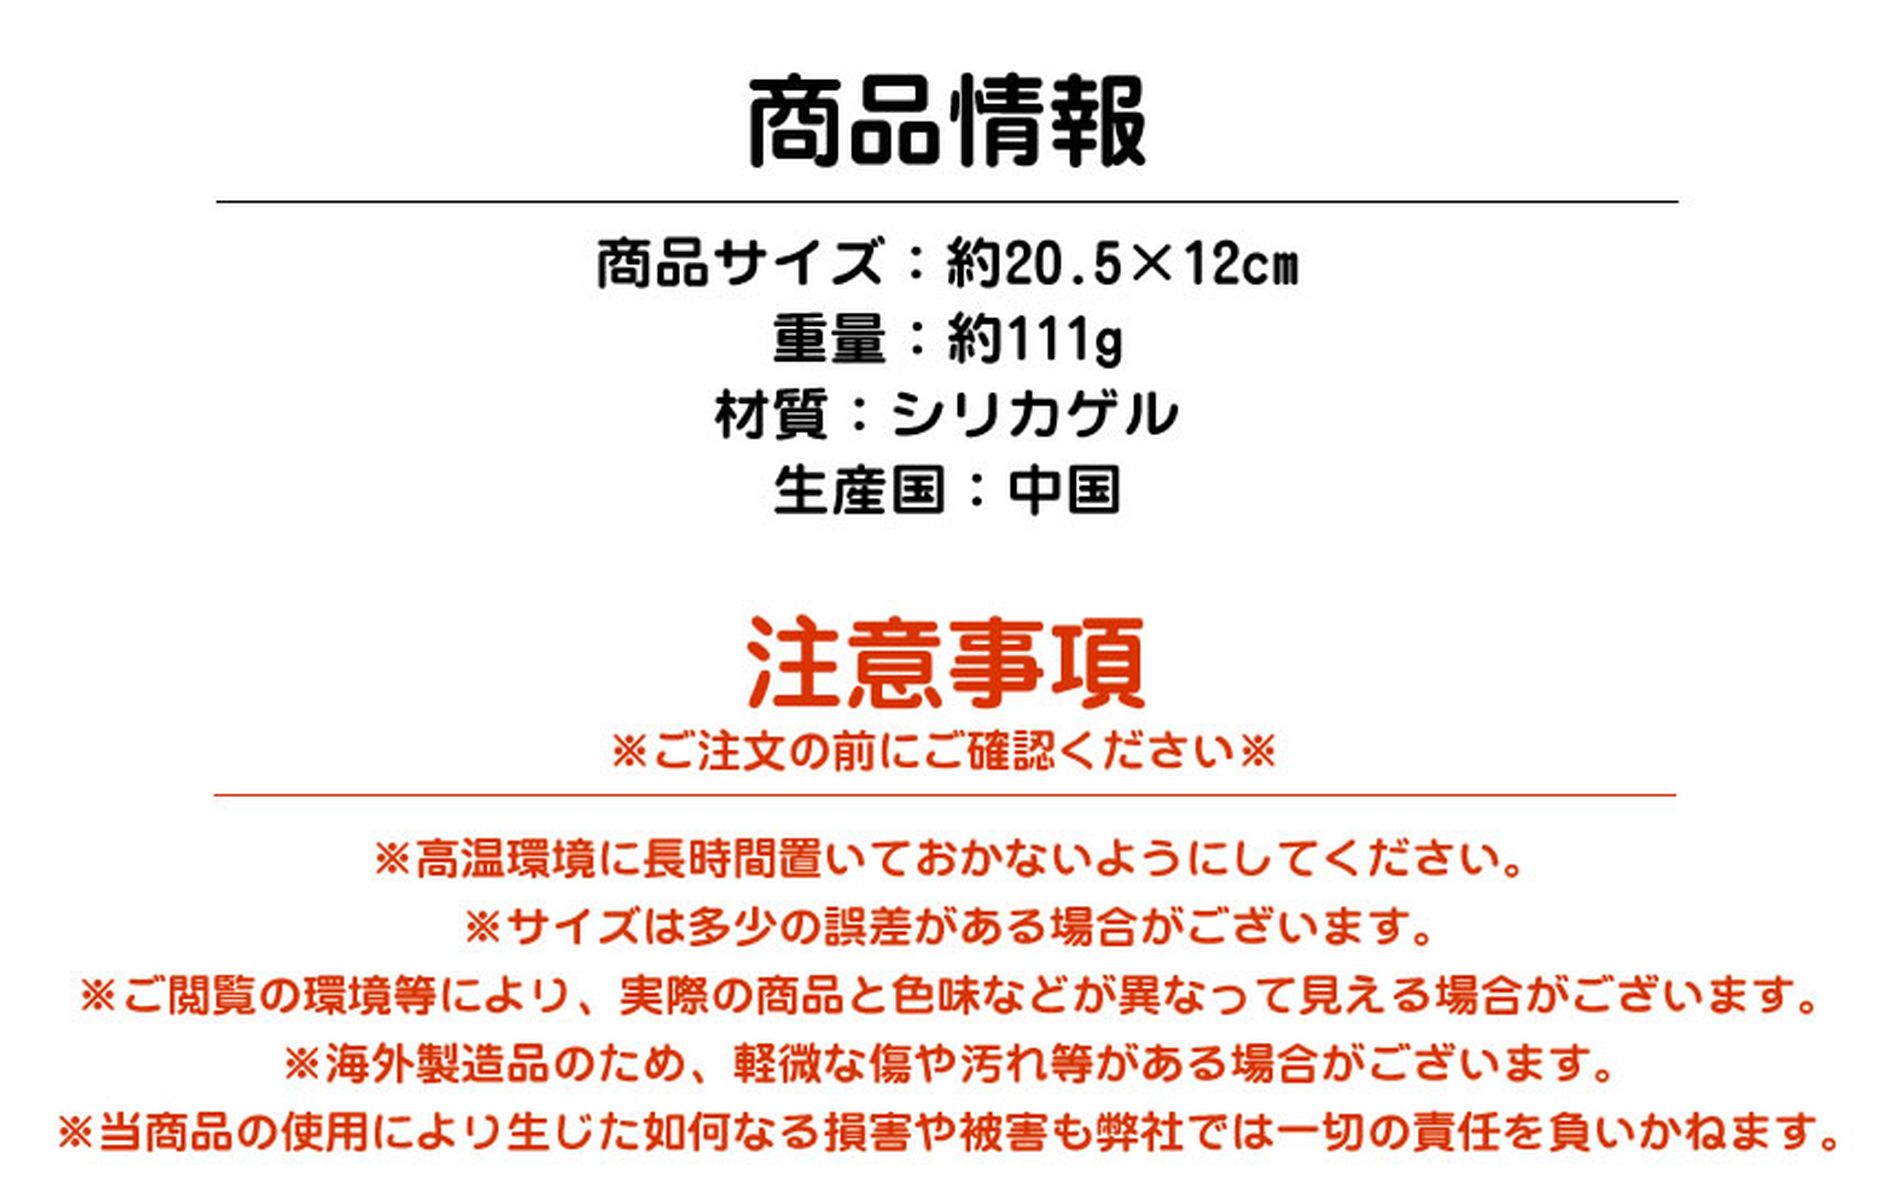 商品情報
商品サイズ：約20.5×12cm
重量：約111g
材質：シリカゲル
生産国：中国
注意事項
※ご注文の前にご確認ください※
※高温環境に長時間置いておかないようにしてください。
※サイズは多少の誤差がある場合がございます。
※ご閲覧の環境等により、実際の商品と色味などが異なって見える場合がございます。
※海外製造品のため、軽微な傷や汚れ等がある場合がございます。
※当商品の使用により生じた如何なる損害や被害も弊社では一切の責任を負いかねます。